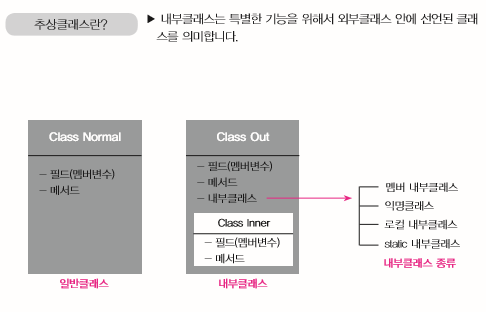 추상클래스란?
▶ 내부클래스는 특별한 기능을 위해서 외부클래스 안에 선언된 클래
스를 의미합니다.
Class Normal
– 필드(멤버변수)
– 메서드
일반클래스
Class Out
– 필드(멤버변수)
– 메서드
– 내부클래스
Class Inner
– 필드(멤버변수)
– 메서드
내부클래스
멤버 내부클래스
익명클래스
로컬 내부클래스
static 내부클래스
내부클래스 종류